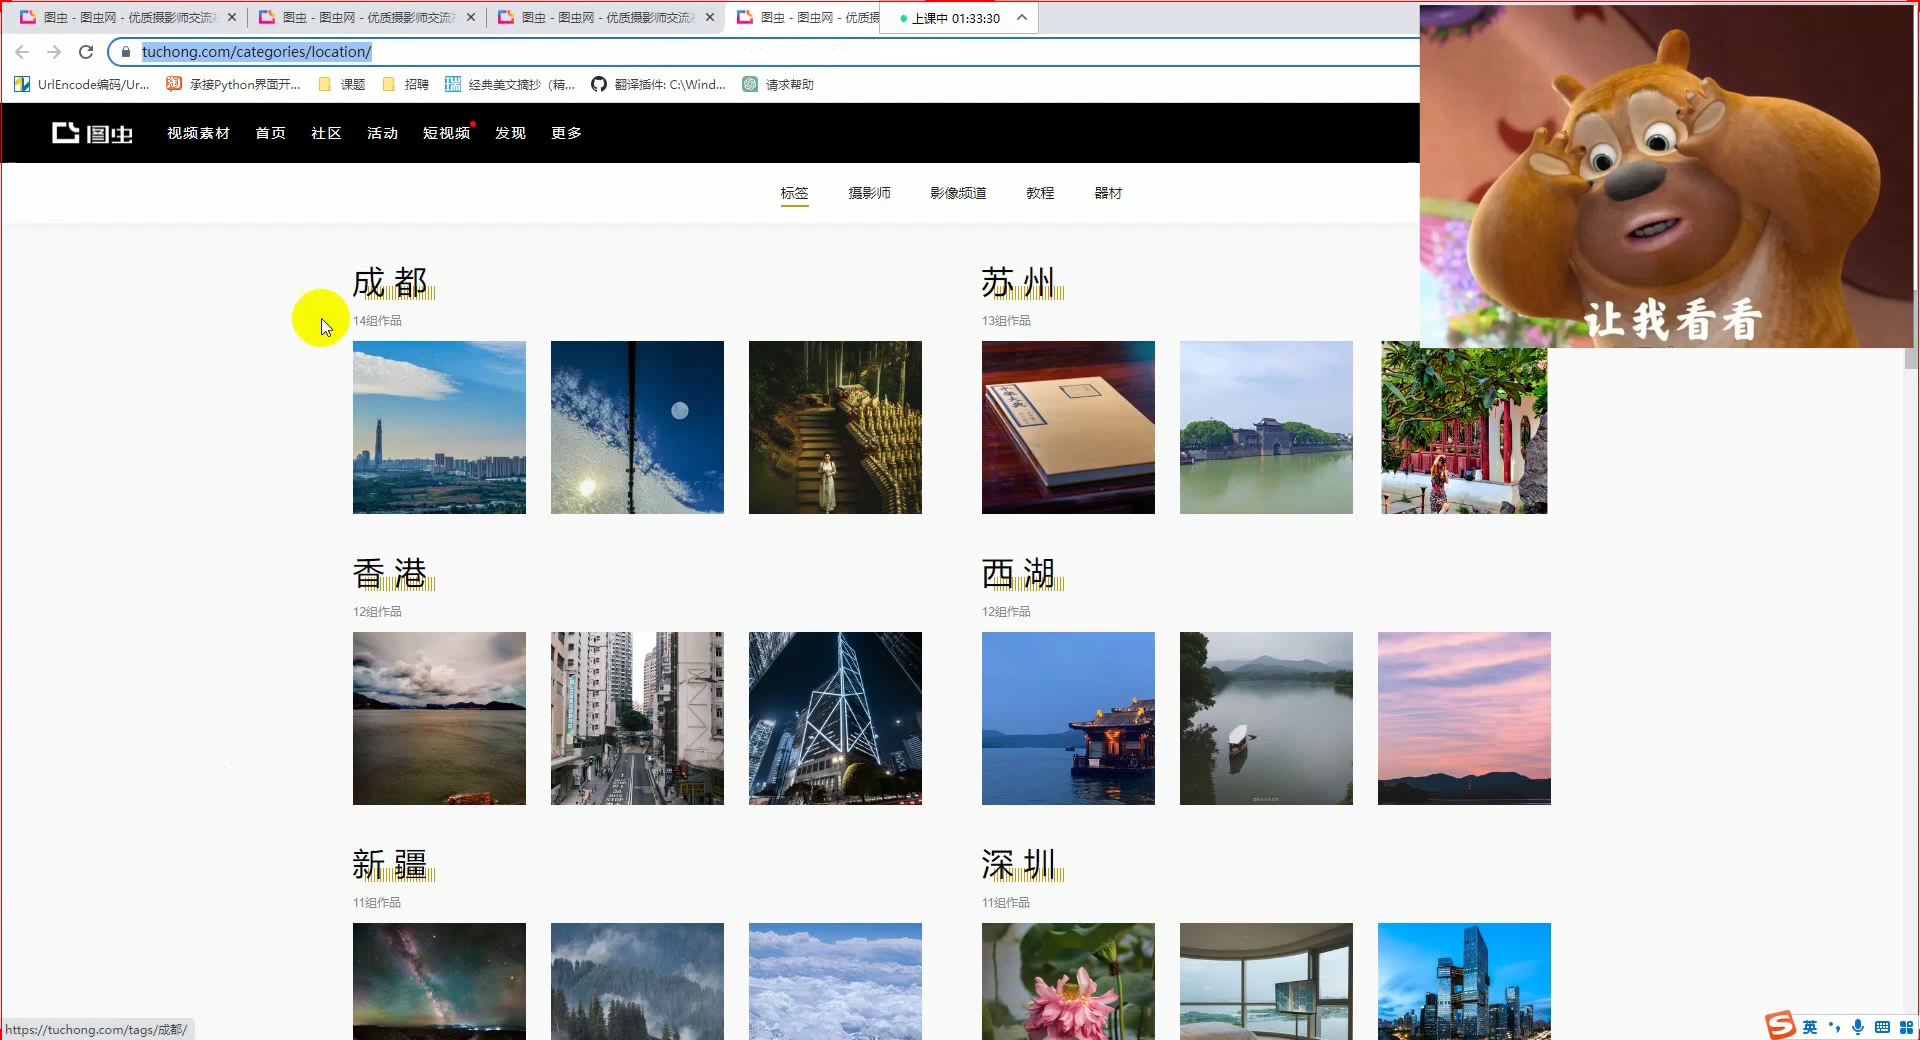 图虫 - 图虫网 - 优质摄影师交流社
图虫 - 图虫网 - 优质摄影师交流社
图虫 - 图虫网 - 优质摄影师交流社
图虫 - 图虫网 - 优质摄
上课中 01:33:30
tuchong.com/categories/location/
UrlEncode编码/Ur...
承接Python界面开...
课题
招聘
经典美文摘抄（精...
翻译插件: C:\Wind...
请求帮助
图虫
视频素材
首页
社区
活动
短视频
发现
更多
标签
摄影师
影像频道
教程
器材
让我看看
成都
14组作品
苏州
13组作品
香港
12组作品
西湖
12组作品
新疆
11组作品
深圳
11组作品
https://tuchong.com/tags/成都/
英